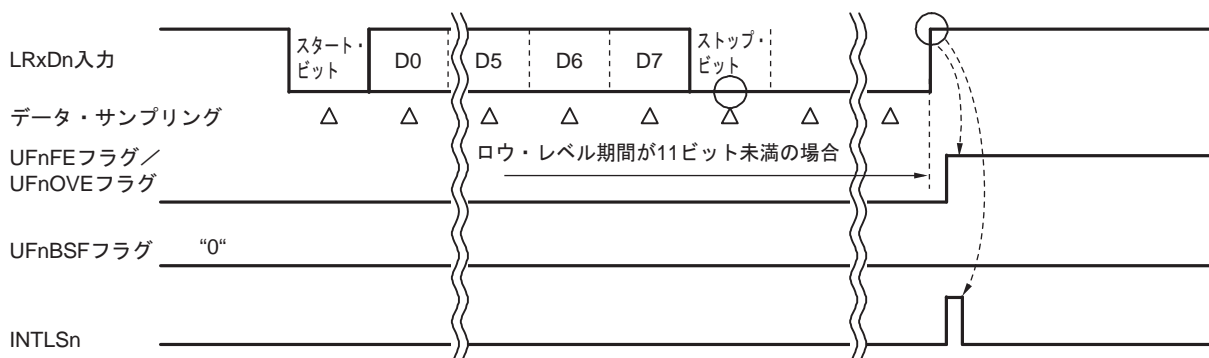 LRxDn入力
スタート・
ビット
D0
D5
D6
D7
ストップ・
ビット
データ・サンプリング
UFnFEフラグ／
UFnOVEフラグ
ロウ・レベル期間が11ビット未満の場合
UFnBSFフラグ
“0“
INTLSn